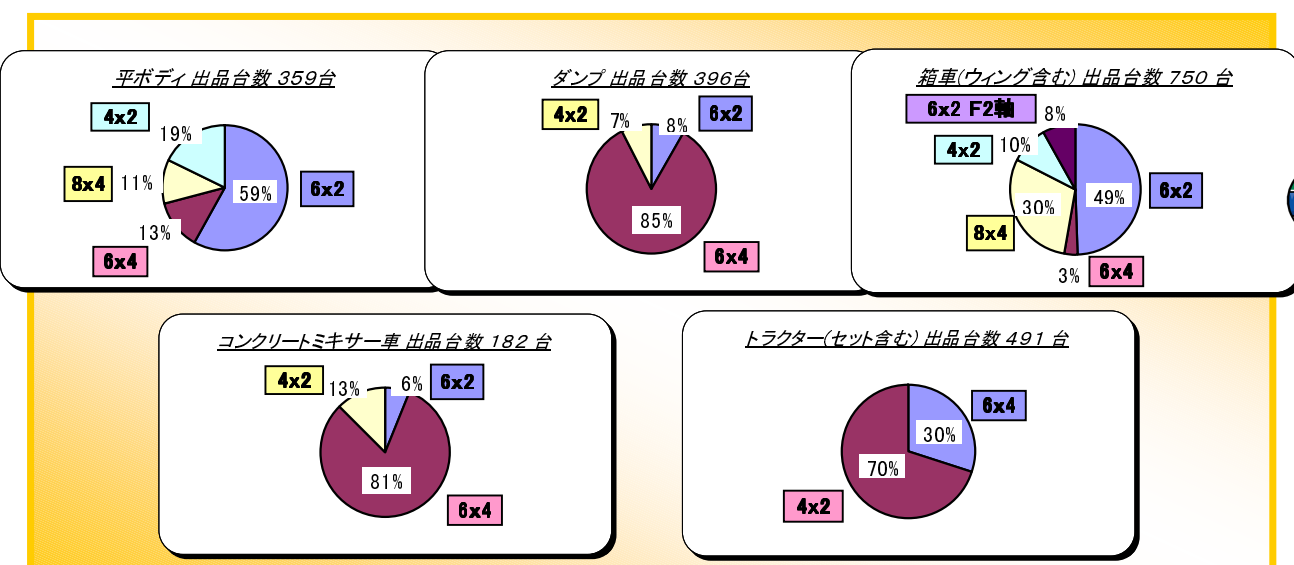 平ボディ 出品台数 359台
4x2
19%
8x4
11%
59%
6x2
13%
6x4
ダンプ 出品台数 396台
4x2
7%
8%
6x2
85%
6x4
箱車(ウィング含む) 出品台数 750 台
6x2 F2軸
8%
4x2
10%
30%
49%
6x2
8x4
3%
6x4
コンクリートミキサー車 出品台数 182 台
4x2
13%
6%
6x2
81%
6x4
トラクター(セット含む) 出品台数 491 台
6x4
30%
70%
4x2